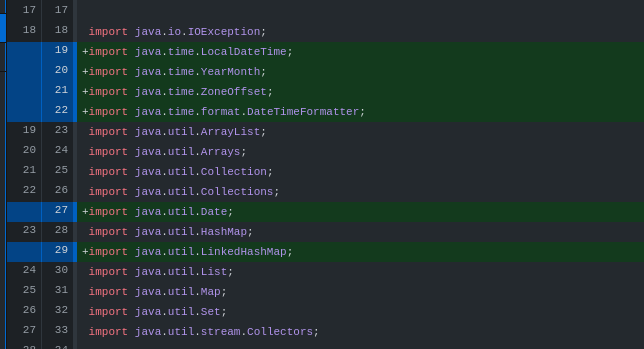 17 17
18 18 import java.io.IOException;
19 +import java.time.LocalDateTime;
20 +import java.time.YearMonth;
21 +import java.time.ZoneOffset;
22 +import java.time.format.DateTimeFormatter;
19 23 import java.util.ArrayList;
20 24 import java.util.Arrays;
21 25 import java.util.Collection;
22 26 import java.util.Collections;
27 +import java.util.Date;
23 28 import java.util.HashMap;
29 +import java.util.LinkedHashMap;
24 30 import java.util.List;
25 31 import java.util.Map;
26 32 import java.util.Set;
27 33 import java.util.stream.Collectors;